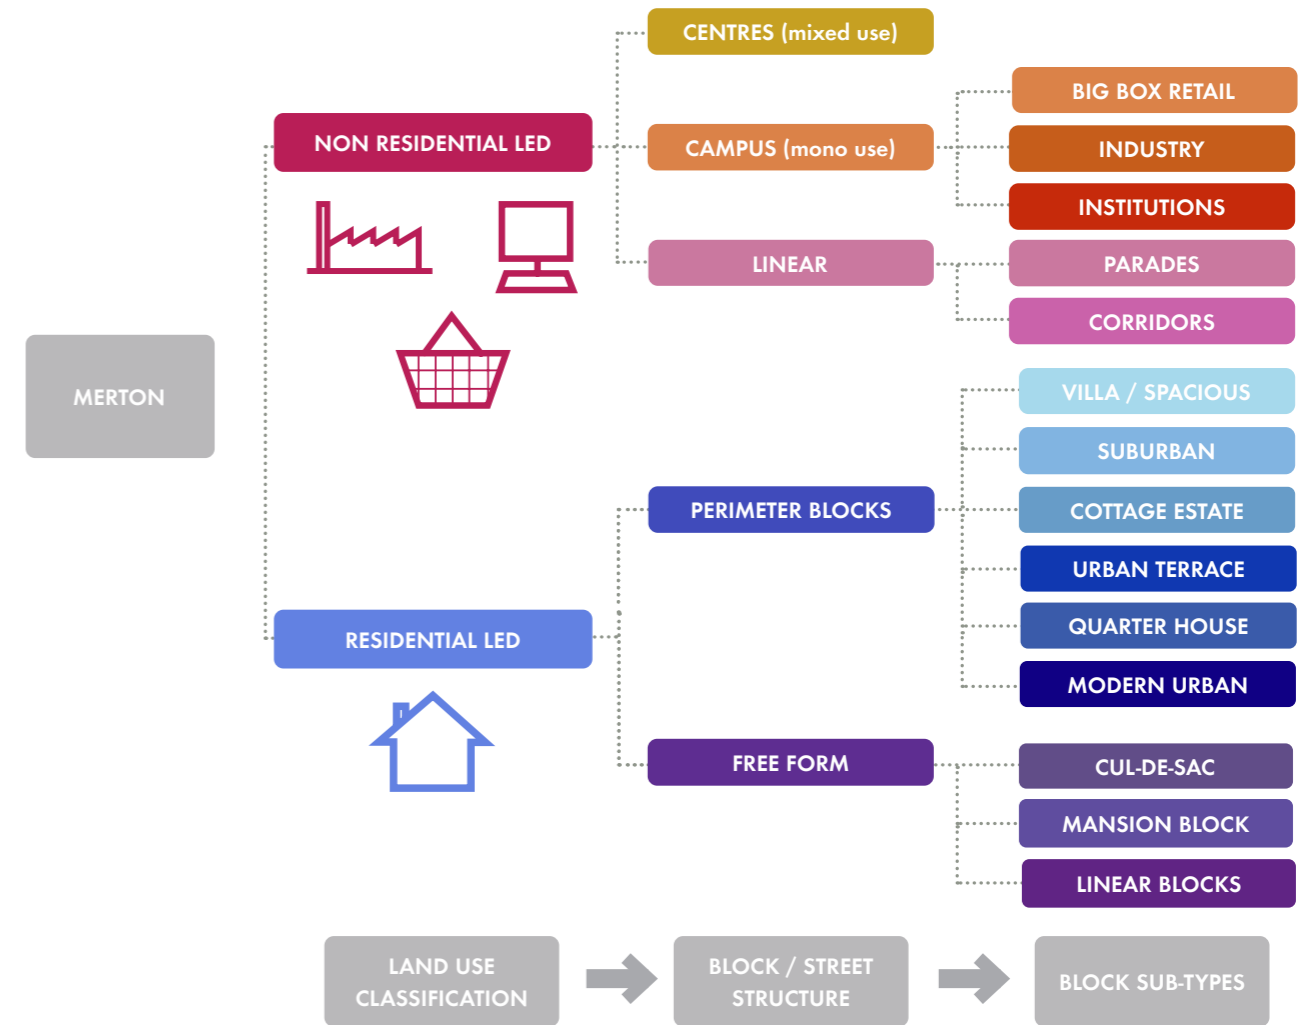 CENTRES (mixed use)
BIG BOX RETAIL
NON RESIDENTIAL LED
CAMPUS (mono use)
INDUSTRY
INSTITUTIONS
LINEAR
PARADES
CORRIDORS
MERTON
VILLA / SPACIOUS
SUBURBAN
PERIMETER BLOCKS
COTTAGE ESTATE
URBAN TERRACE
QUARTER HOUSE
RESIDENTIAL LED
MODERN URBAN
FREE FORM
CUL-DE-SAC
MANSION BLOCK
LINEAR BLOCKS
LAND USE
CLASSIFICATION
BLOCK / STREET
STRUCTURE
BLOCK SUB-TYPES